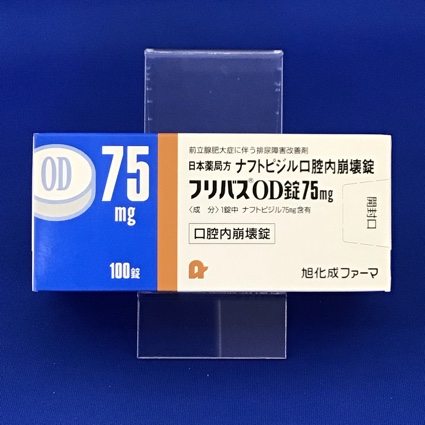 OD
75
mg
100錠
前立腺肥大症に伴う排尿障害改善剤
日本薬局方 ナフトピジル口腔内崩壊錠
フリバス®OD錠75mg
〈成 分〉1錠中 ナフトピジル75mg含有
口腔内崩壊錠
旭化成ファーマ
開封口